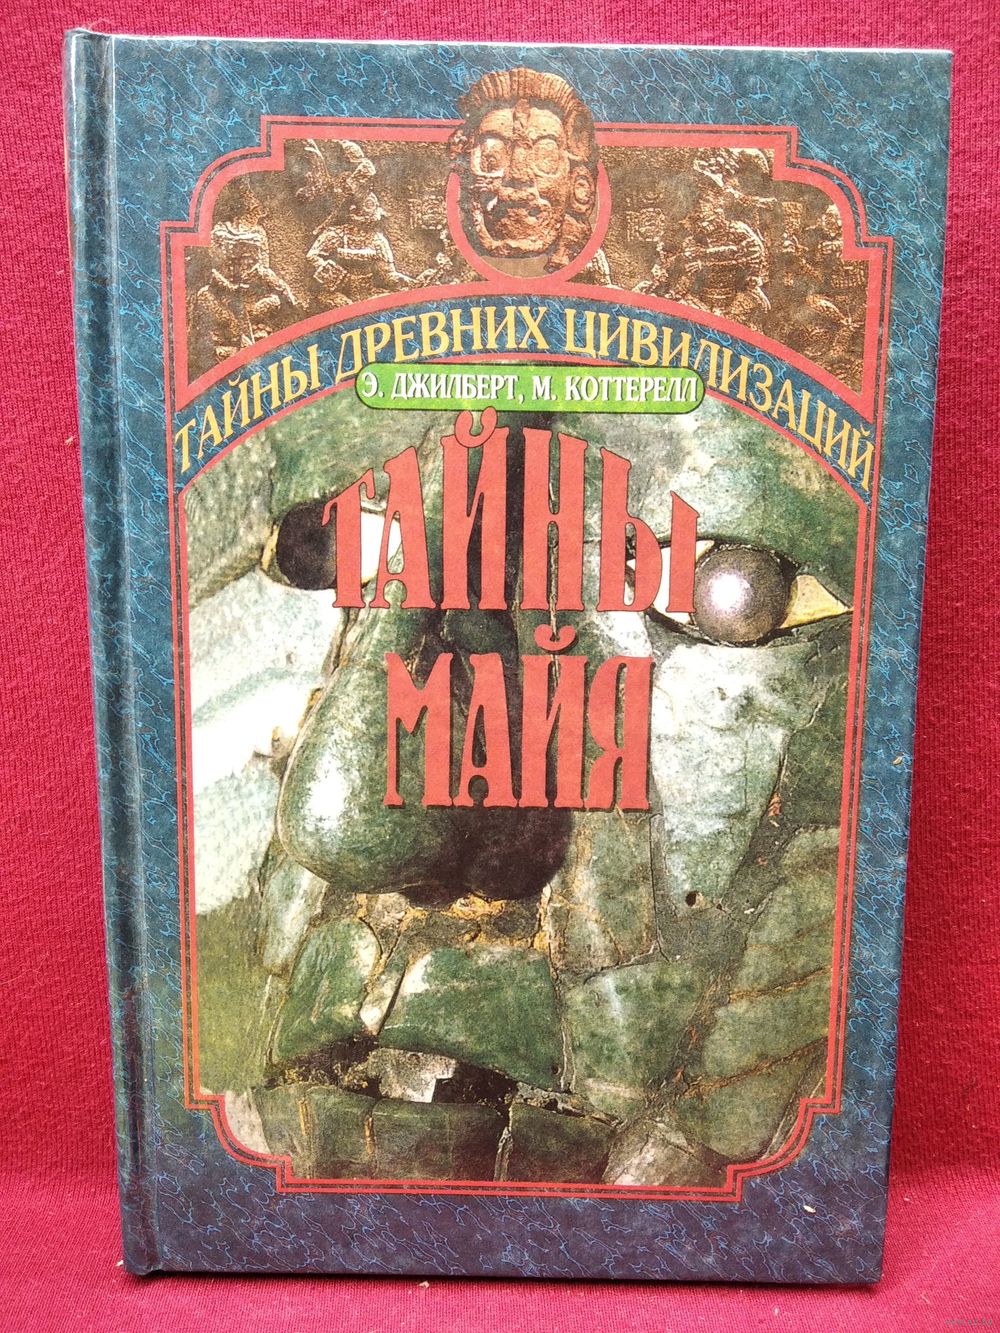 ТАЙНЫ ДРЕВНИХ ЦИВИЛИЗАЦИЙ
Э. ДЖИЛБЕРТ, М. КОТТЕРЕЛЛ
ТАЙНЫ
МАЙЯ